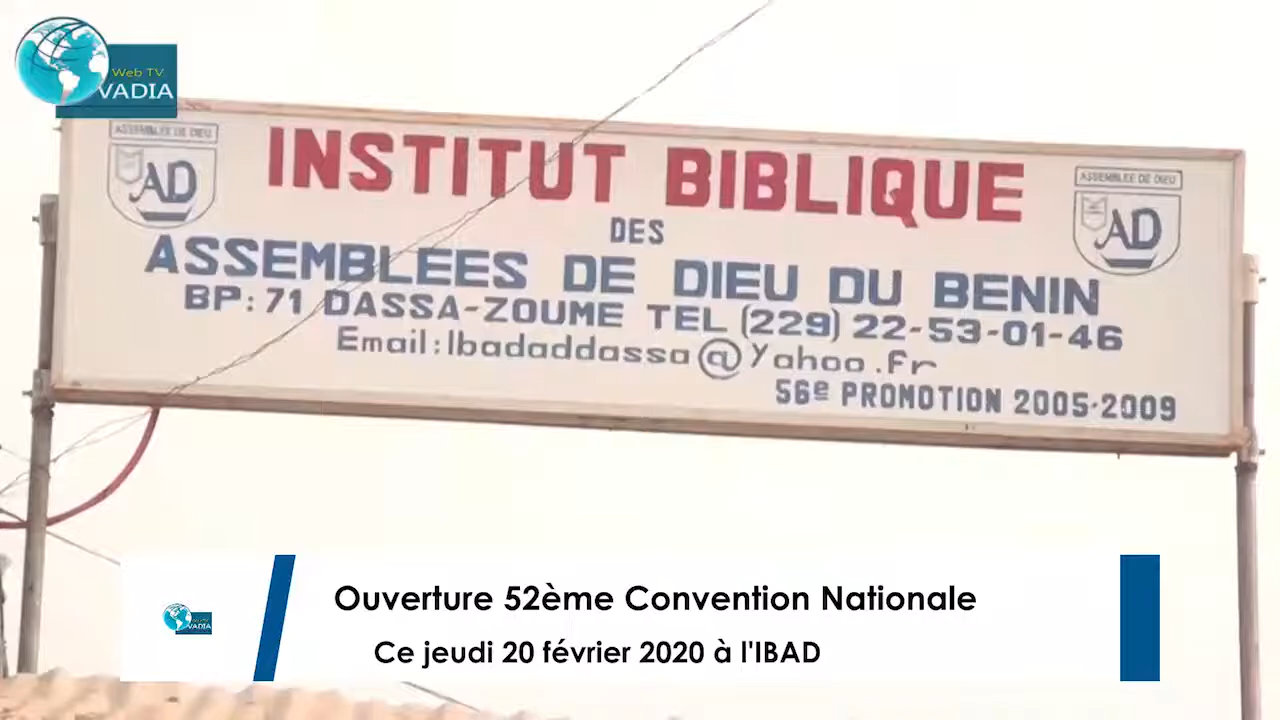 Web TV
VADIA
ASSEMBLEE DE DIEU
AD
INSTITUT BIBLIQUE
ASSEMBLEE DE DIEU
AD
DES
ASSEMBLEES DE DIEU DU BENIN
BP: 71 DASSA-ZOUME TEL (229) 22-53-01-46
Email:Ibadaddassa@Yahoo.Fr
56e PROMOTION 2005-2009
Ouverture 52ème Convention Nationale
VADIA
Ce jeudi 20 février 2020 à l'IBAD